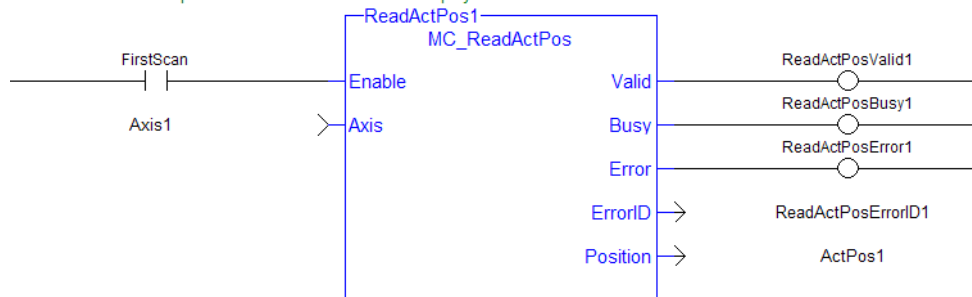 ReadActPos1
MC_ReadActPos
FirstScan
ReadActPosValid1
Enable
Valid
ReadActPosBusy1
Axis1
Axis
Busy
ReadActPosError1
Error
ErrorID
ReadActPosErrorID1
Position
ActPos1